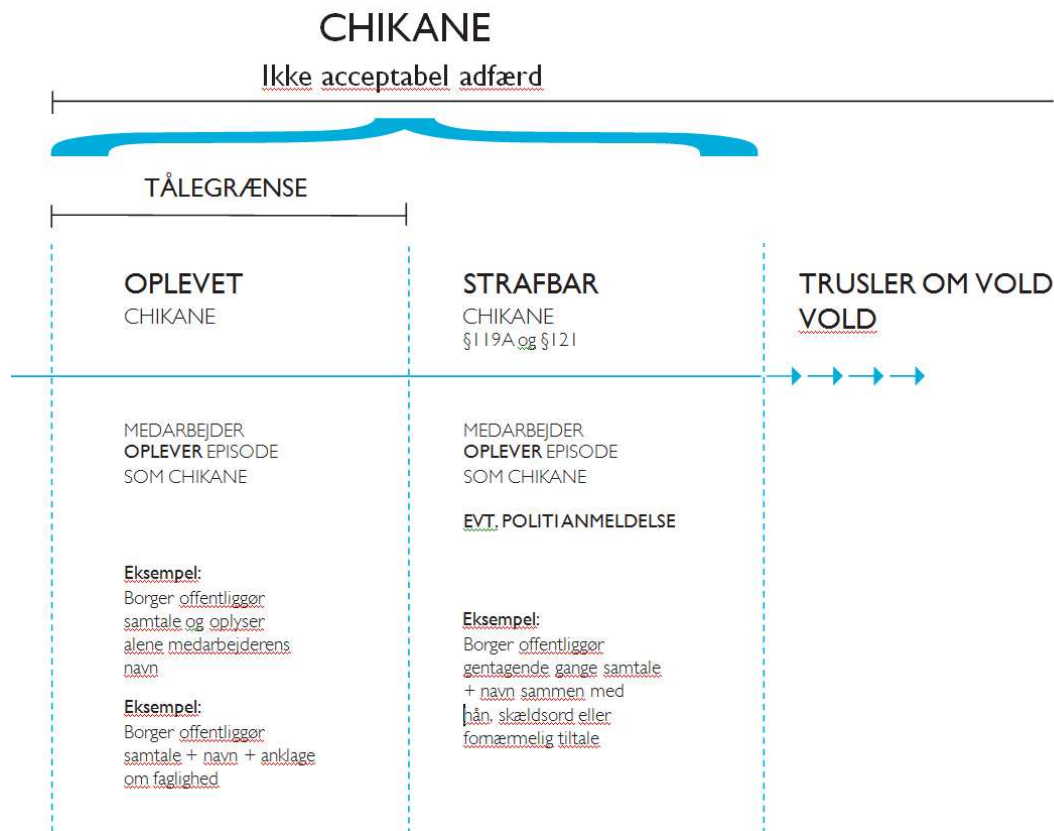 CHIKANE
Ikke acceptabel adfærd
TÅLEGRÆNSE
OPLEVET
CHIKANE
MEDARBEJDER
OPLEVER EPISODE
SOM CHIKANE
Eksempel:
Borger offentliggør
samtale og oplyser
alene medarbejderens
navn
Eksempel:
Borger offentliggør
samtale + navn + anklage
om faglighed
STRAFBAR
CHIKANE
§119A og §121
MEDARBEJDER
OPLEVER EPISODE
SOM CHIKANE
EVT. POLITIANMELDELSE
Eksempel:
Borger offentliggør
gentagende gange samtale
+ navn sammen med
hån, skældsord eller
fornærmelig tiltale
TRUSLER OM VOLD
VOLD